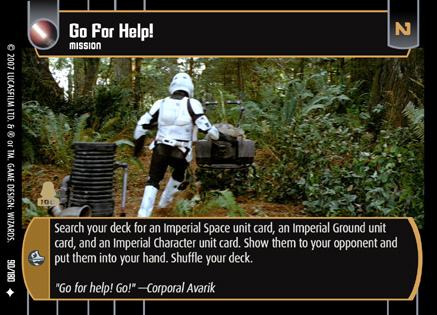 Go For Help!
MISSION
N
Search your deck for an Imperial Space unit card, an Imperial Ground unit
card, and an Imperial Character unit card. Show them to your opponent and
put them into your hand. Shuffle your deck.
"Go for help! Go!" —Corporal Avarik
© 2007 LUCASFILM LTD. & ® or TM. GAME DESIGN: WIZARDS.
90/180